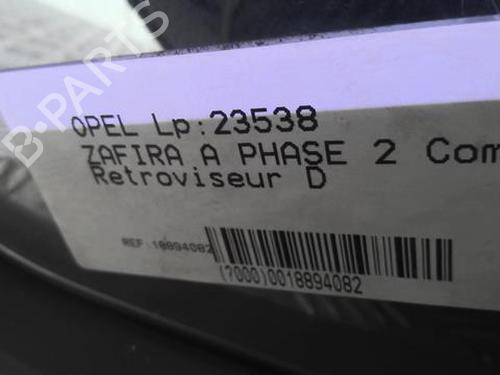 OPEL Lp:23538
ZAFIRA A PHASE 2 Com
Retroviseur D
REF:18894082
(7000)0018894082
B-PARTS